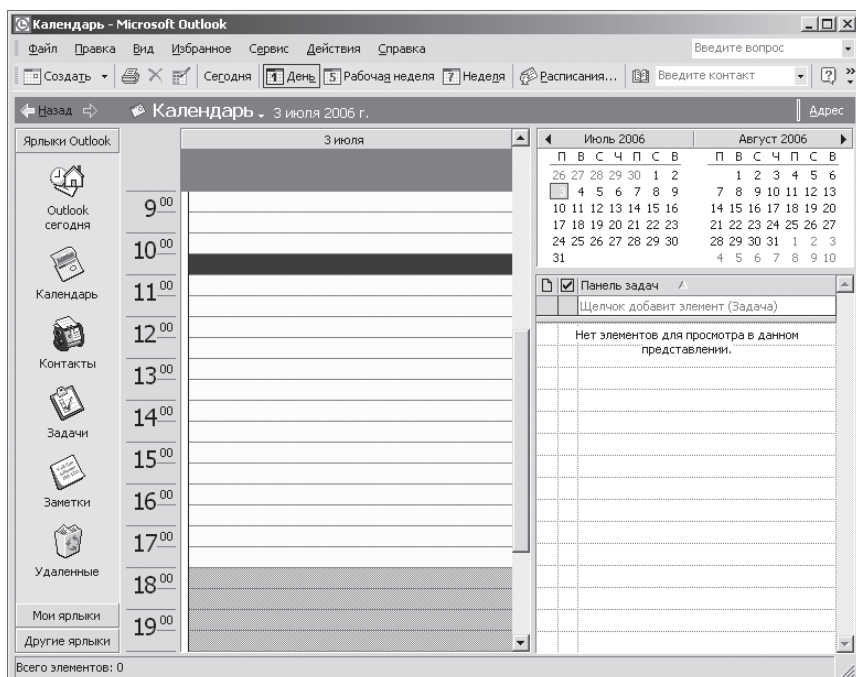 Календарь - Microsoft Outlook
Файл Правка Вид Избранное Сервис Действия Справка Введите вопрос
Создать Сегодня 1 День 5 Рабочая неделя 7 Неделя Расписания... Введите контакт
Назад Календарь 3 июля 2006 г. Адрес
Ярлыки Outlook
Outlook
сегодня
Календарь
Контакты
Задачи
Заметки
Удаленные
Мои ярлыки
Другие ярлыки
3 июля
9 00
10 00
11 00
12 00
13 00
14 00
15 00
16 00
17 00
18 00
19 00
Июль 2006
П В С Ч П С В
26 27 28 29 30 1 2
3 4 5 6 7 8 9
10 11 12 13 14 15 16
17 18 19 20 21 22 23
24 25 26 27 28 29 30
31
Август 2006
П В С Ч П С В
1 2 3 4 5 6
7 8 9 10 11 12 13
14 15 16 17 18 19 20
21 22 23 24 25 26 27
28 29 30 31 1 2 3
4 5 6 7 8 9 10
Панель задач
Щелчок добавит элемент (Задача)
Нет элементов для просмотра в данном
представлении.
Всего элементов: 0